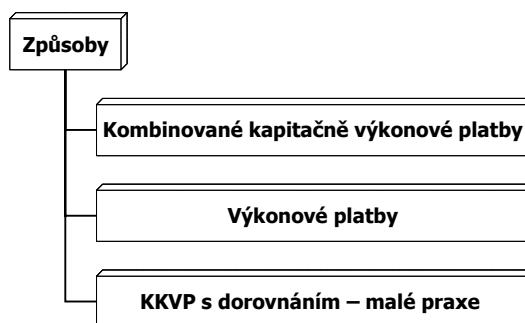 Způsoby
Kombinované kapitačně výkonové platby
Výkonové platby
KKVP s dorovnáním – malé praxe